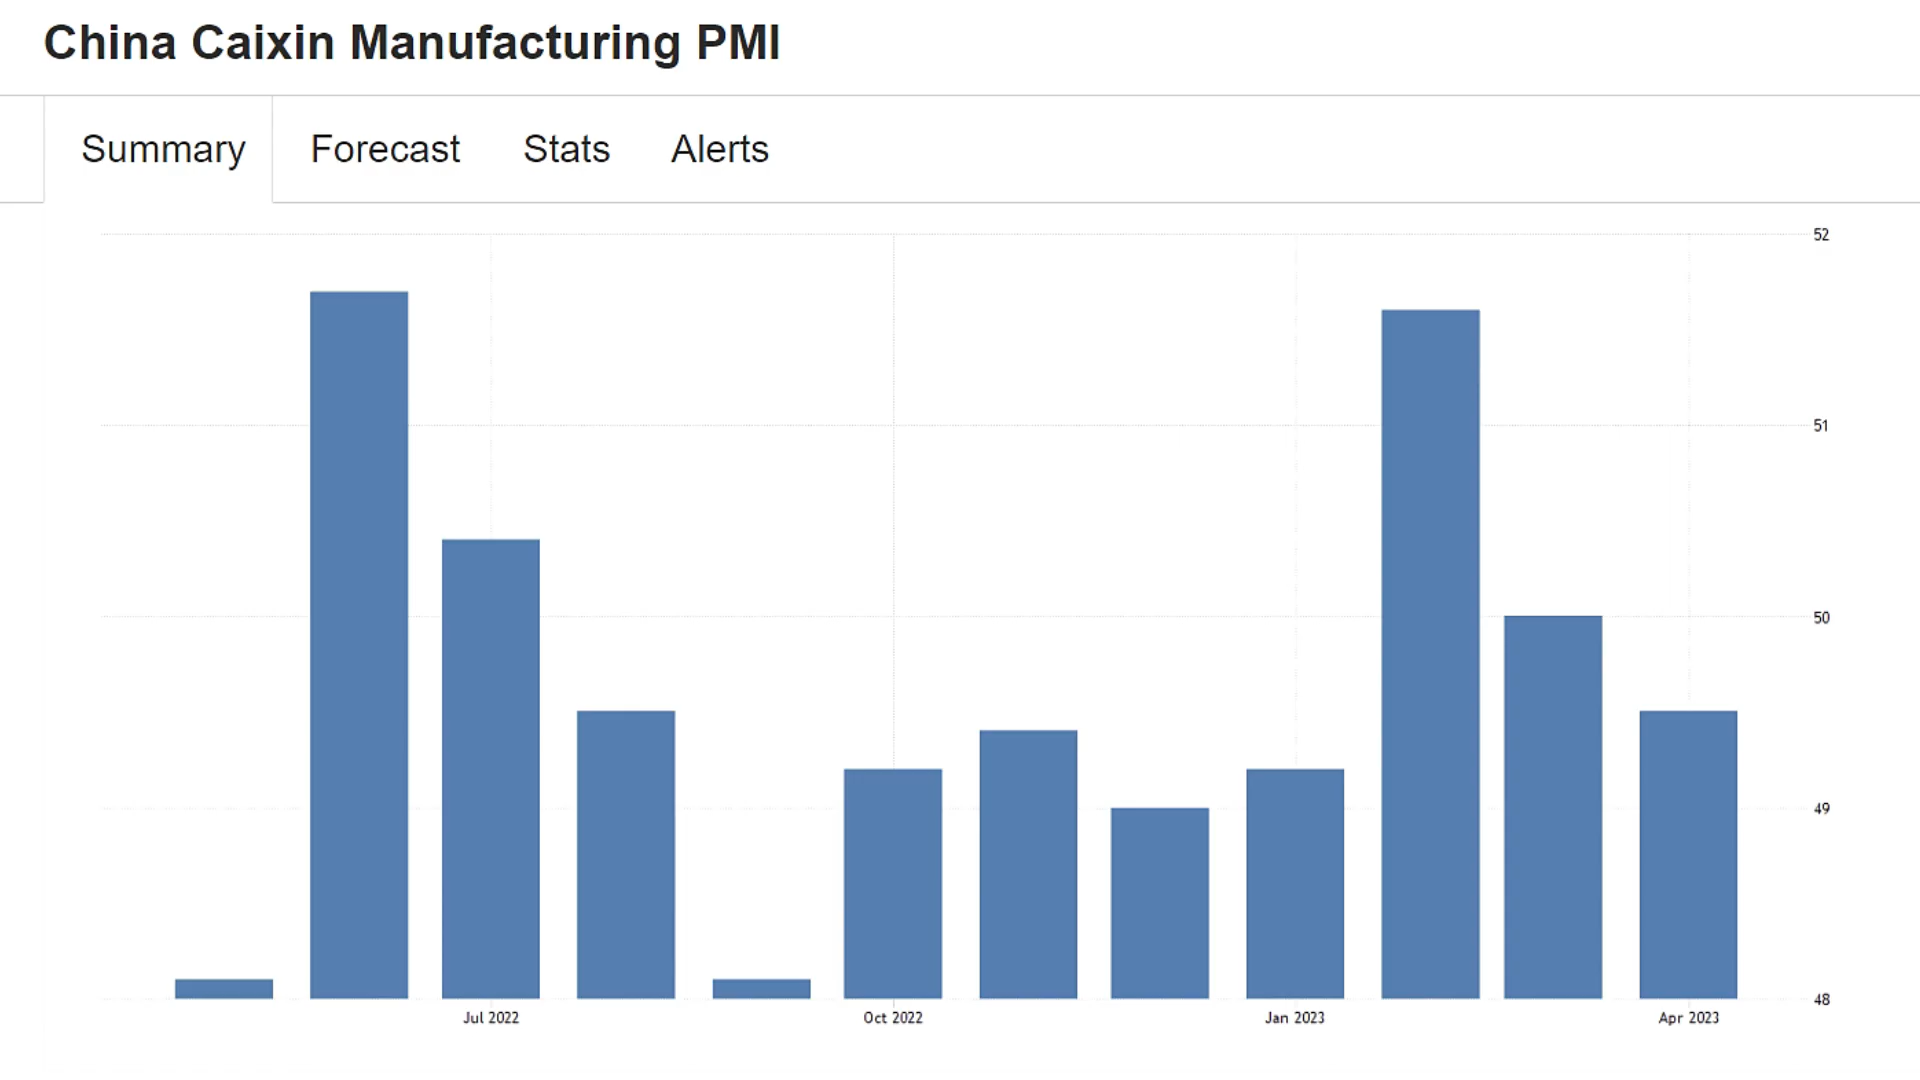 China Caixin Manufacturing PMI
Summary Forecast Stats Alerts
52
51
50
49
48
Jul 2022 Oct 2022 Jan 2023 Apr 2023